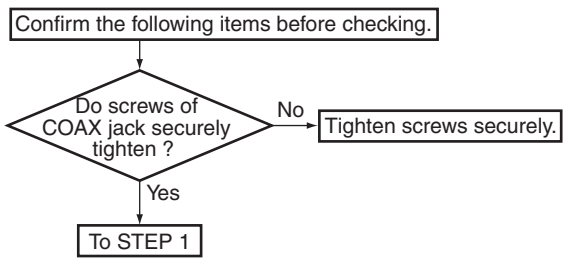 Confirm the following items before checking.
Do screws of
COAX jack securely
tighten ?
No
Tighten screws securely.
Yes
To STEP 1